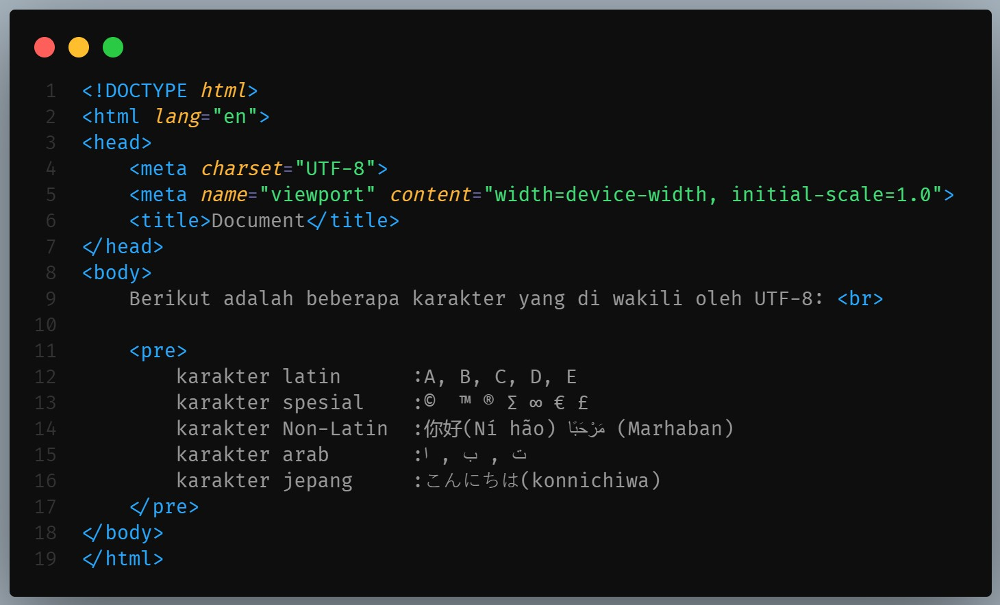 1 <!DOCTYPE html>
2 <html lang="en">
3 <head>
4     <meta charset="UTF-8">
5     <meta name="viewport" content="width=device-width, initial-scale=1.0">
6     <title>Document</title>
7 </head>
8 <body>
9     Berikut adalah beberapa karakter yang di wakili oleh UTF-8: <br>
10
11     <pre>
12         karakter latin      :A, B, C, D, E
13         karakter spesial    :©  ™ ® Σ ∞ € £
14         karakter Non-Latin  :你好(Ní hão) مَرْحَبًا (Marhaban)
15         karakter arab       :ا , ب , ت
16         karakter jepang     :こんにちは(konnichiwa)
17     </pre>
18 </body>
19 </html>